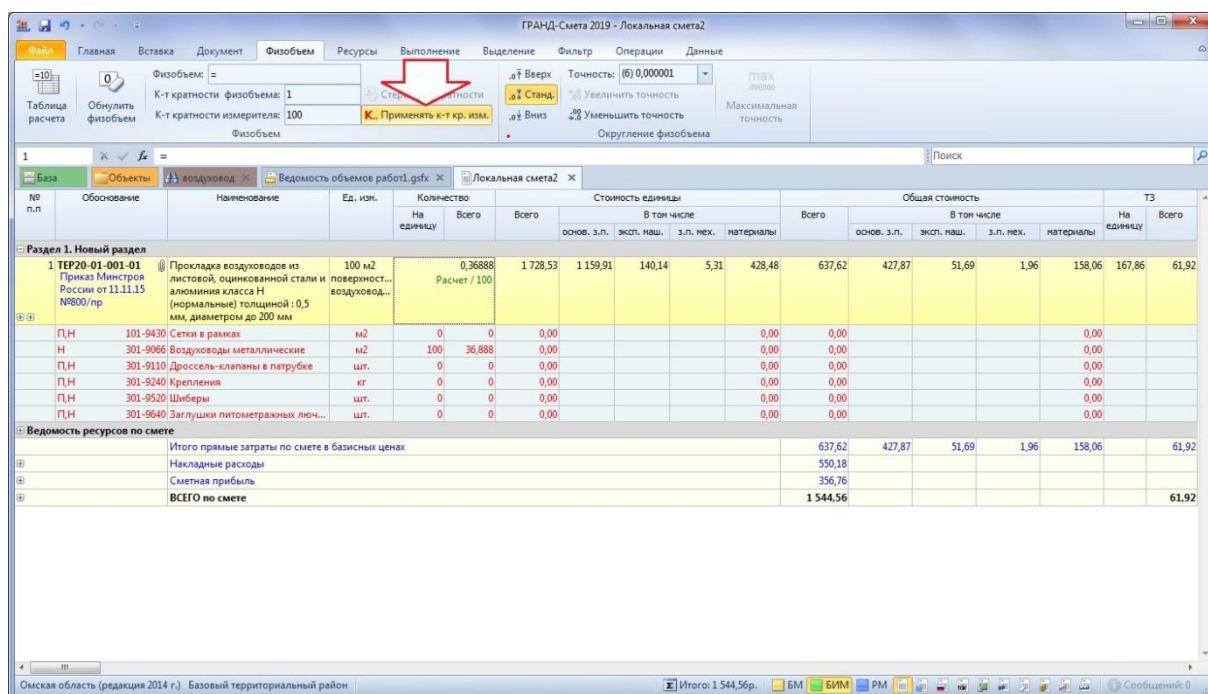 ГРАНД-Смета 2019 - Локальная смета2
Файл Главная Вставка Документ Физобъем Ресурсы Выполнение Выделение Фильтр Операции Данные
=10 0 Физобъем: = Вверх Точность: (6) 0,000001 max
.000000
К-т кратности физобъема: 1 Станд. Увеличить точность
Таблица расчета Обнулить физобъем К-т кратности измерителя: 100 К.. Применять к-т кр. изм. Вниз Уменьшить точность Максимальная точность
Физобъем Округление физобъема
1 fx = Поиск
База Объекты воздуховод Ведомость объемов работ1.gsfx Локальная смета2
№ п.п Обоснование Наименование Ед. изм. Количество Стоимость единицы Общая стоимость ТЗ
На единицу Всего Всего В том числе Всего В том числе На единицу Всего
основ. з.п. эксп. маш. з.п. мех. материалы основ. з.п. эксп. маш. з.п. мех. материалы
Раздел 1. Новый раздел
1 ТЕР20-01-001-01 Прокладка воздуховодов из 100 м2 0,36888 1 728,53 1 159,91 140,14 5,31 428,48 637,62 427,87 51,69 1,96 158,06 167,86 61,92
Приказ Минстроя листовой, оцинкованной стали и поверхност... Расчет / 100
России от 11.11.15 алюминия класса Н воздуховод...
№800/пр (нормальные) толщиной : 0,5
мм, диаметром до 200 мм
П,Н 101-9430 Сетки в рамках м2 0 0 0,00 0,00 0,00 0,00
Н 301-9066 Воздуховоды металлические м2 100 36,888 0,00 0,00 0,00 0,00
П,Н 301-9110 Дроссель-клапаны в патрубке шт. 0 0 0,00 0,00 0,00 0,00
П,Н 301-9240 Крепления кг 0 0 0,00 0,00 0,00 0,00
П,Н 301-9520 Шиберы шт. 0 0 0,00 0,00 0,00 0,00
П,Н 301-9640 Заглушки питометражных люч... шт. 0 0 0,00 0,00 0,00 0,00
Ведомость ресурсов по смете
Итого прямые затраты по смете в базисных ценах 637,62 427,87 51,69 1,96 158,06 61,92
Накладные расходы 550,18
Сметная прибыль 356,76
ВСЕГО по смете 1 544,56 61,92
Омская область (редакция 2014 г.) Базовый территориальный район Σ Итого: 1 544,56р. БМ БИМ РМ Сообщений: 0